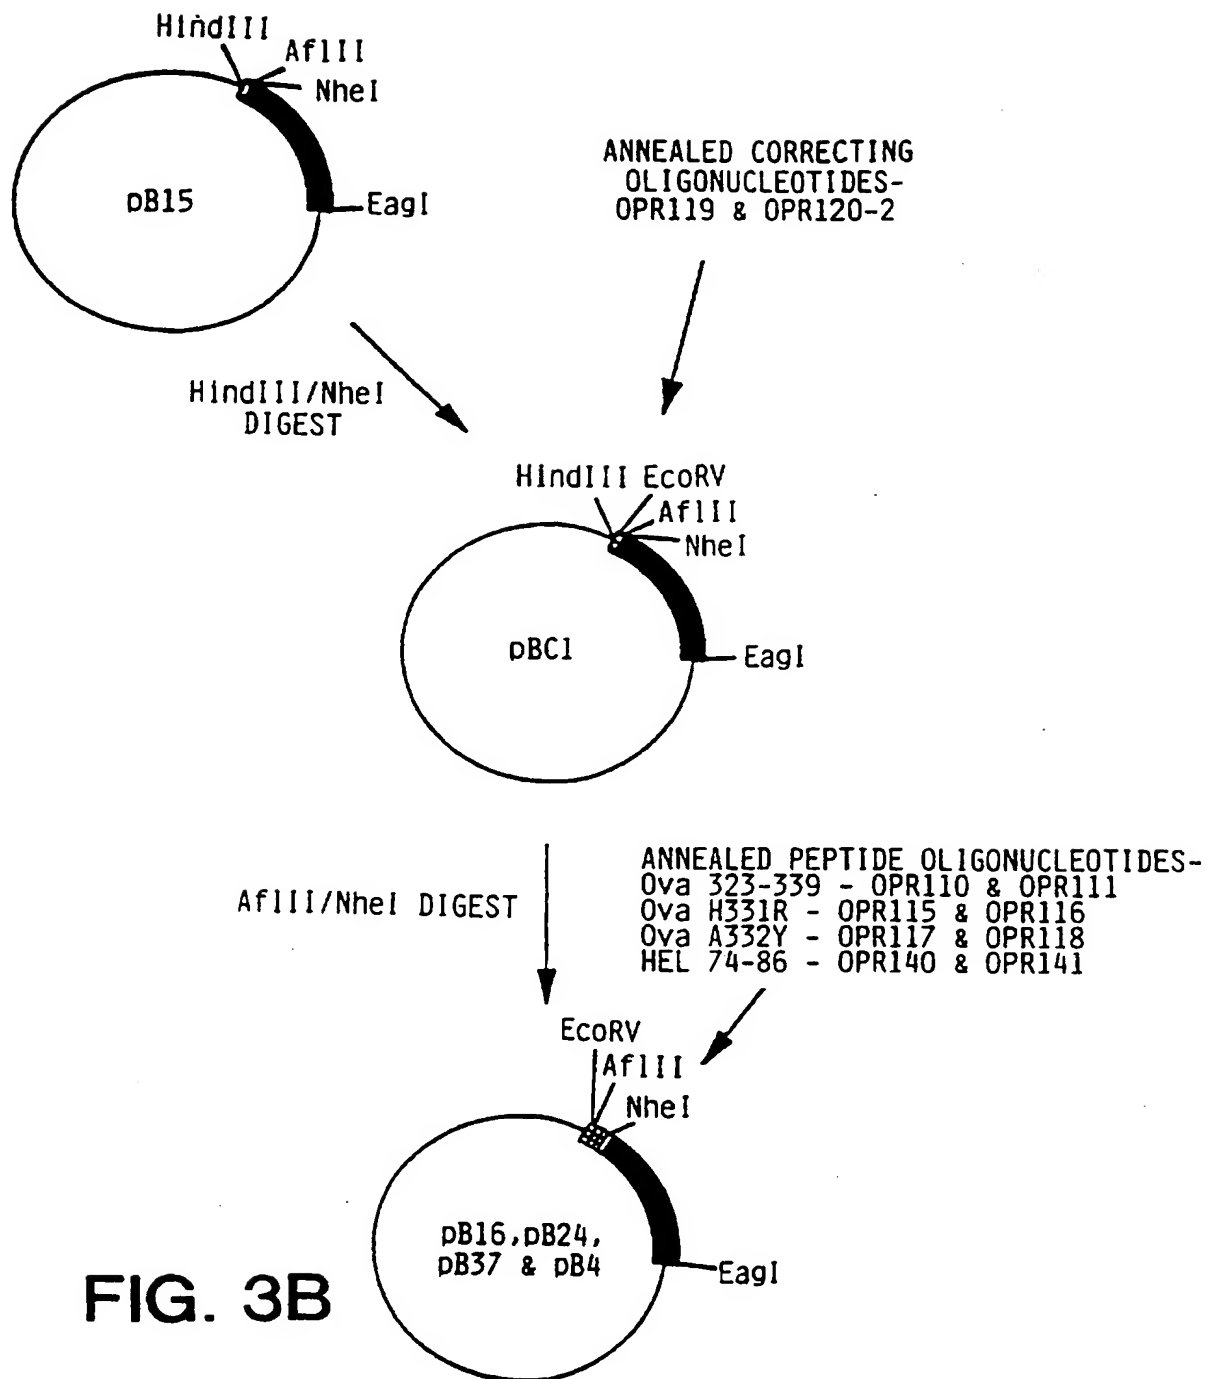 HindIII
AflII
NheI
pB15
EagI
ANNEALED CORRECTING
OLIGONUCLEOTIDES-
OPR119 & OPR120-2
HindIII/NheI
DIGEST
HindIII EcoRV
AflII
NheI
pBC1
EagI
AflII/NheI DIGEST
ANNEALED PEPTIDE OLIGONUCLEOTIDES-
Ova 323-339 - OPR110 & OPR111
Ova H331R - OPR115 & OPR116
Ova A332Y - OPR117 & OPR118
HEL 74-86 - OPR140 & OPR141
EcoRV
AflII
NheI
pB16,pB24,
pB37 & pB4
EagI
FIG. 3B